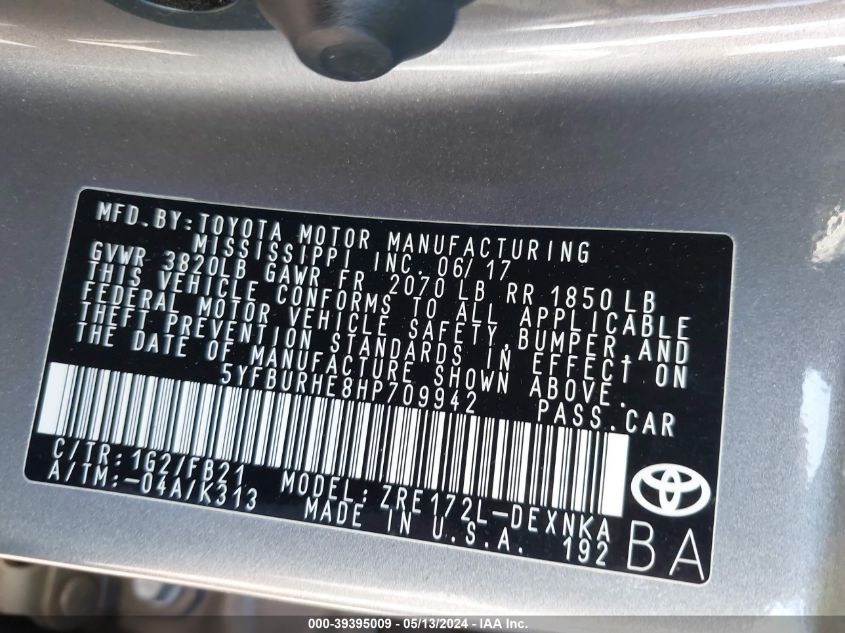 MFD.BY:TOYOTA MOTOR MANUFACTURING
MISSISSIPPI INC. 06/17
GVWR 3820LB GAWR FR 2070 LB RR 1850 LB
THIS VEHICLE CONFORMS TO ALL APPLICABLE
FEDERAL MOTOR VEHICLE SAFETY,BUMPER,AND
THEFT PREVENTION STANDARDS IN EFFECT ON
THE DATE OF MANUFACTURE SHOWN ABOVE.
5YFBURHE8HP709942 PASS.CAR
C/TR:1G2/FB21
A/TM:-04A/K313
MODEL:ZRE172L-DEXNKA
MADE IN U.S.A. 192
BA
000-39395009 - 05/13/2024 - IAA Inc.